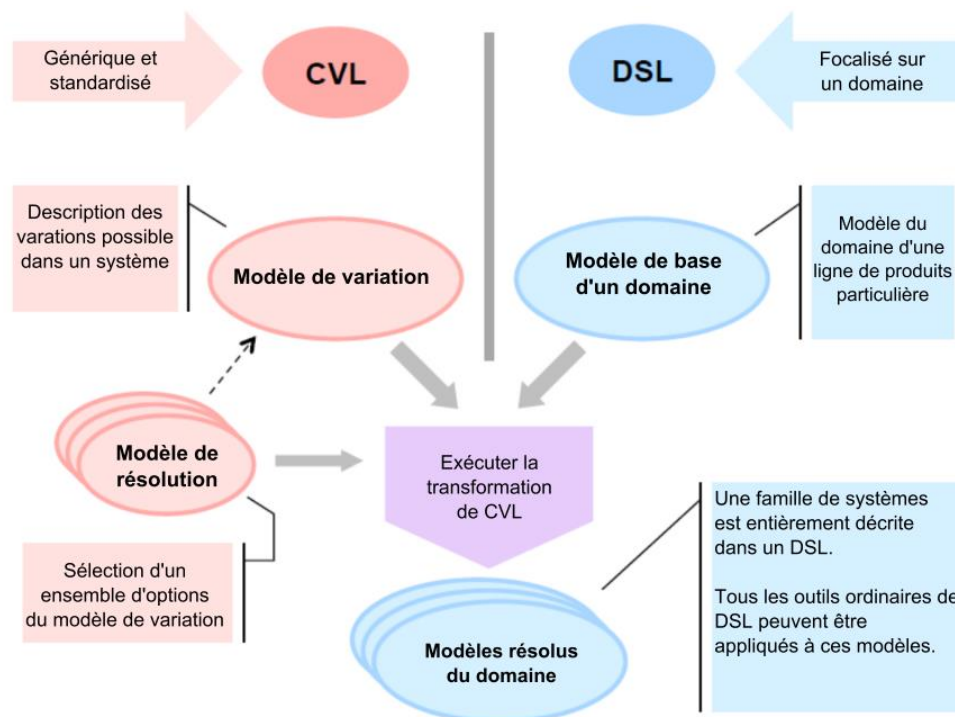 Générique et
standardisé
CVL
DSL
Focalisé sur
un domaine
Description des
varations possible
dans un système
Modèle de variation
Modèle de base
d'un domaine
Modèle du
domaine d'une
ligne de produits
particulière
Modèle de
résolution
Exécuter la
transformation
de CVL
Sélection d'un
ensemble d'options
du modèle de variation
Modèles résolus
du domaine
Une famille de systèmes
est entièrement décrite
dans un DSL.
Tous les outils ordinaires de
DSL peuvent être
appliqués à ces modèles.